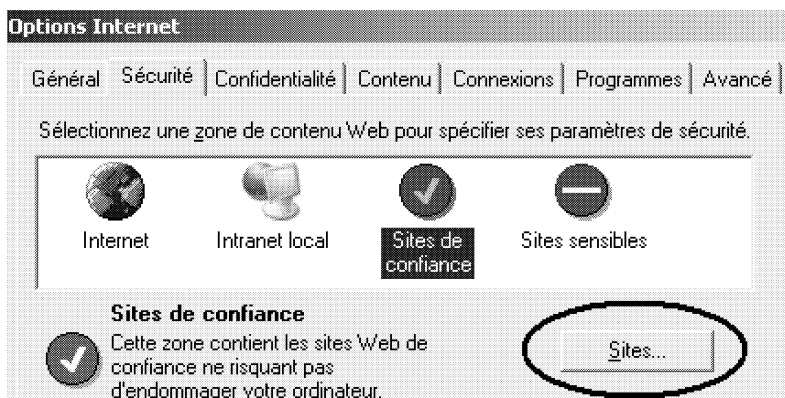 Options Internet
Général Sécurité Confidentialité Contenu Connexions Programmes Avancé
Sélectionnez une zone de contenu Web pour spécifier ses paramètres de sécurité.
Internet Intranet local Sites de confiance Sites sensibles
Sites de confiance
Cette zone contient les sites Web de
confiance ne risquant pas
d'endommager votre ordinateur.
Sites...